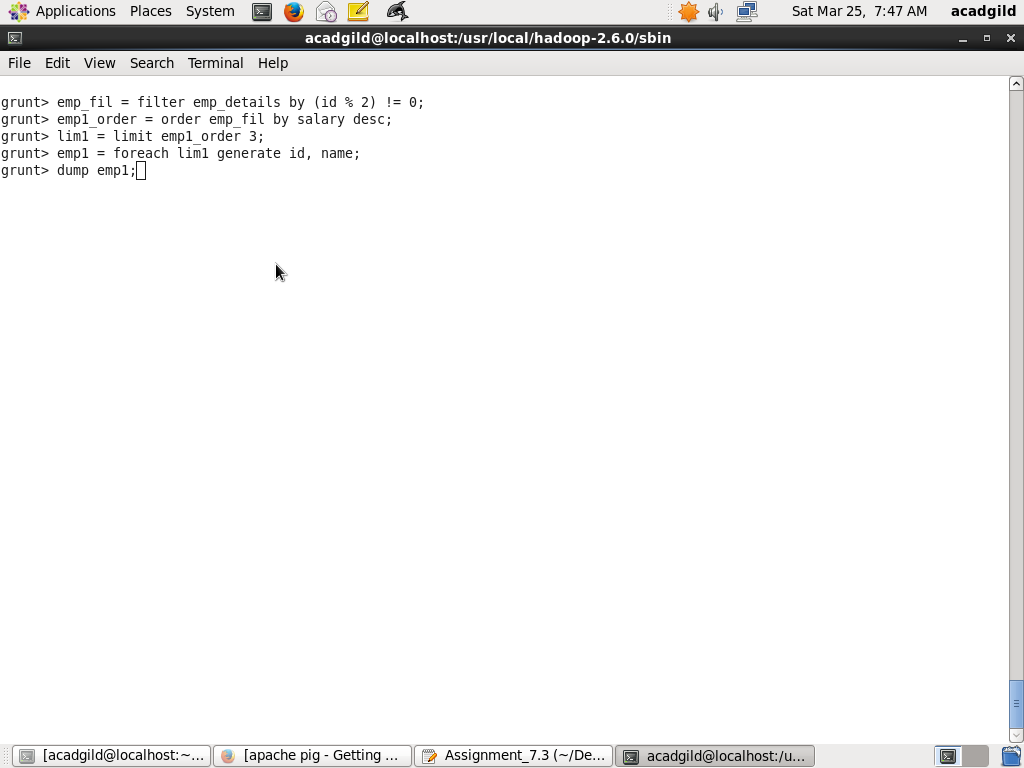 Applications Places System Sat Mar 25, 7:47 AM acadgild
acadgild@localhost:/usr/local/hadoop-2.6.0/sbin
File Edit View Search Terminal Help
grunt> emp_fil = filter emp_details by (id % 2) != 0;
grunt> emp1_order = order emp_fil by salary desc;
grunt> lim1 = limit emp1_order 3;
grunt> emp1 = foreach lim1 generate id, name;
grunt> dump emp1;
[acadgild@localhost:~... [apache pig - Getting ... Assignment_7.3 (~/De... acadgild@localhost:/u...